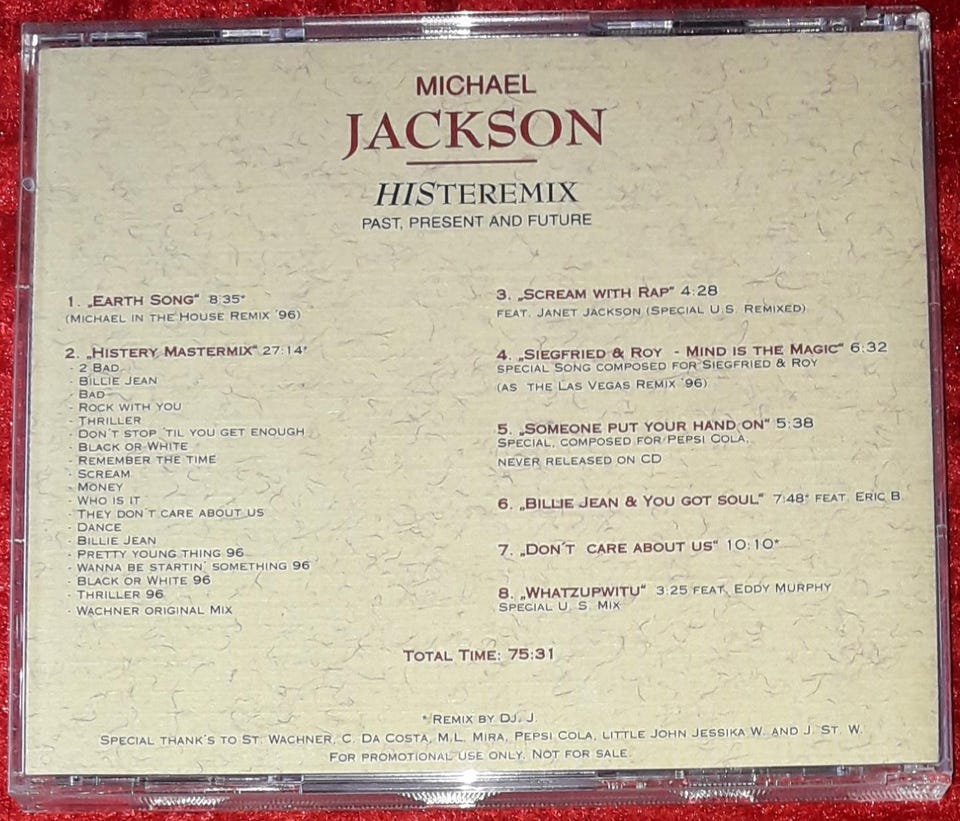 MICHAEL
JACKSON
HISTEREMIX
PAST, PRESENT AND FUTURE
1. „EARTH SONG“ 8:35*
(MICHAEL IN THE HOUSE REMIX '96)
2. „HISTERY MASTERMIX“ 27:14*
- 2 BAD
- BILLIE JEAN
- BAD
- ROCK WITH YOU
- THRILLER
- DON´T STOP ´TIL YOU GET ENOUGH
- BLACK OR WHITE
- REMEMBER THE TIME
- SCREAM
- MONEY
- WHO IS IT
- THEY DON´T CARE ABOUT US
- DANCE
- BILLIE JEAN
- PRETTY YOUNG THING 96
- WANNA BE STARTIN´ SOMETHING 96
- BLACK OR WHITE 96
- THRILLER 96
- WACHNER ORIGINAL MIX
3. „SCREAM WITH RAP“ 4:28
FEAT. JANET JACKSON (SPECIAL U.S. REMIXED)
4. „SIEGFRIED & ROY - MIND IS THE MAGIC“ 6:32
SPECIAL SONG COMPOSED FOR SIEGFRIED & ROY
(AS THE LAS VEGAS REMIX '96)
5. „SOMEONE PUT YOUR HAND ON“ 5:38
SPECIAL, COMPOSED FOR PEPSI COLA,
NEVER RELEASED ON CD
6. „BILLIE JEAN & YOU GOT SOUL“ 7:48* FEAT. ERIC B.
7. „DON´T CARE ABOUT US“ 10:10*
8. „WHATZUPWITU“ 3:25 FEAT. EDDY MURPHY
SPECIAL U. S. MIX
TOTAL TIME: 75:31
* REMIX BY DJ. J.
SPECIAL THANK´S TO ST. WACHNER, C. DA COSTA, M.L. MIRA, PEPSI COLA, LITTLE JOHN JESSIKA W. AND J. ST. W.
FOR PROMOTIONAL USE ONLY. NOT FOR SALE.